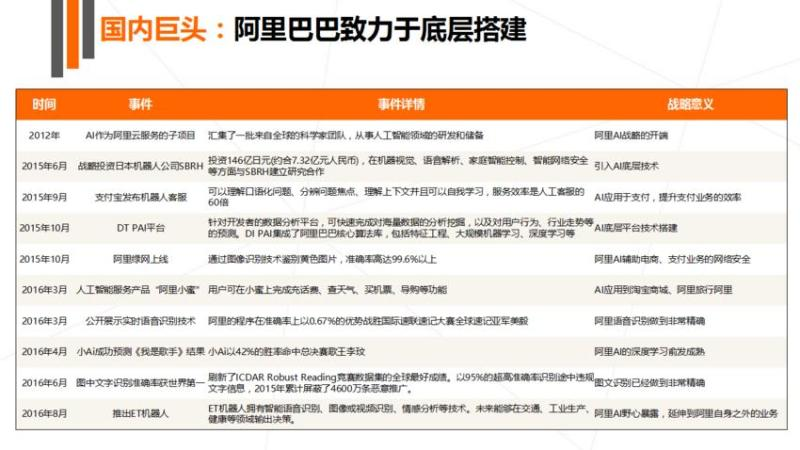 国内巨头：阿里巴巴致力于底层搭建
时间 事件 事件详情 战略意义
2012年 AI作为阿里云服务的子项目 汇集了一批来自全球的科学家团队，从事人工智能领域的研发和储备 阿里AI战略的开端
2015年6月 战略投资日本机器人公司SBRH 投资146亿日元(约合7.32亿元人民币)，在机器视觉、语音解析、家庭智能控制、智能网络安全
等方面与SBRH建立研究合作 引入AI底层技术
2015年9月 支付宝发布机器人客服 可以理解口语化问题、分辨问题焦点、理解上下文并且可以自我学习，服务效率是人工客服的
60倍 AI应用于支付，提升支付业务的效率
2015年10月 DT PAI平台 针对开发者的数据分析平台，可快速完成对海量数据的分析挖掘，以及对用户行为、行业走势等
的预测。DI PAI集成了阿里巴巴核心算法库，包括特征工程、大规模机器学习、深度学习等 AI底层平台技术搭建
2015年10月 阿里绿网上线 通过图像识别技术鉴别黄色图片，准确率高达99.6%以上 阿里AI辅助电商、支付业务的网络安全
2016年3月 人工智能服务产品“阿里小蜜” 用户可在小蜜上完成充话费、查天气、买机票、导购等功能 AI应用到淘宝商城、阿里旅行阿里
2016年3月 公开展示实时语音识别技术 阿里的程序在准确率上以0.67%的优势战胜国际速联速记大赛全球速记亚军姜毅 阿里语音识别做到非常精确
2016年4月 小Ai成功预测《我是歌手》结果 小Ai以42%的胜率命中总决赛歌王李玟 阿里AI的深度学习前发成熟
2016年6月 图中文字识别准确率获世界第一 刷新了ICDAR Robust Reading竞赛数据集的全球最好成绩。以95%的超高准确率识别途中违规
文字信息，2015年累计屏蔽了4600万条恶意推广。 图文识别已经做到非常精确
2016年8月 推出ET机器人 ET机器人拥有智能语音识别、图像或视频识别、情感分析等技术。未来能够在交通、工业生产、
健康等领域输出决策。 阿里AI野心暴露，延伸到阿里自身之外的业务